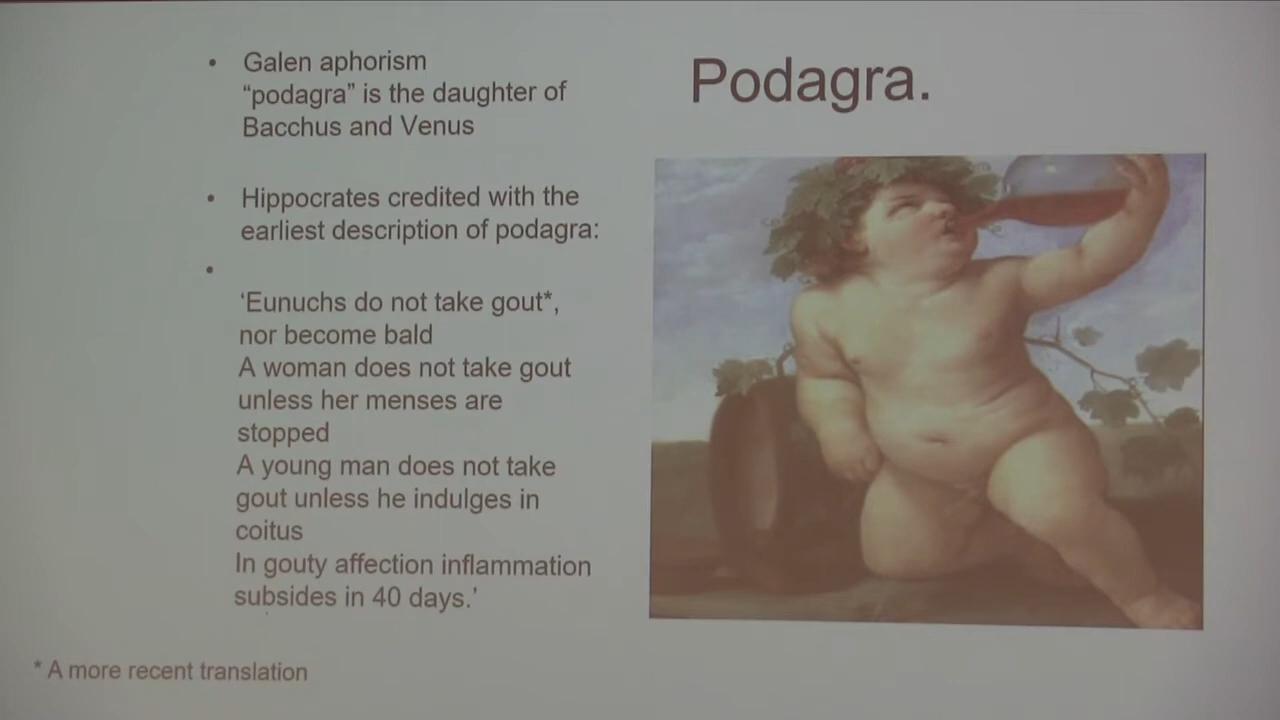 Podagra.
• Galen aphorism
“podagra” is the daughter of
Bacchus and Venus
• Hippocrates credited with the
earliest description of podagra:
•
‘Eunuchs do not take gout*,
nor become bald
A woman does not take gout
unless her menses are
stopped
A young man does not take
gout unless he indulges in
coitus
In gouty affection inflammation
subsides in 40 days.’
* A more recent translation